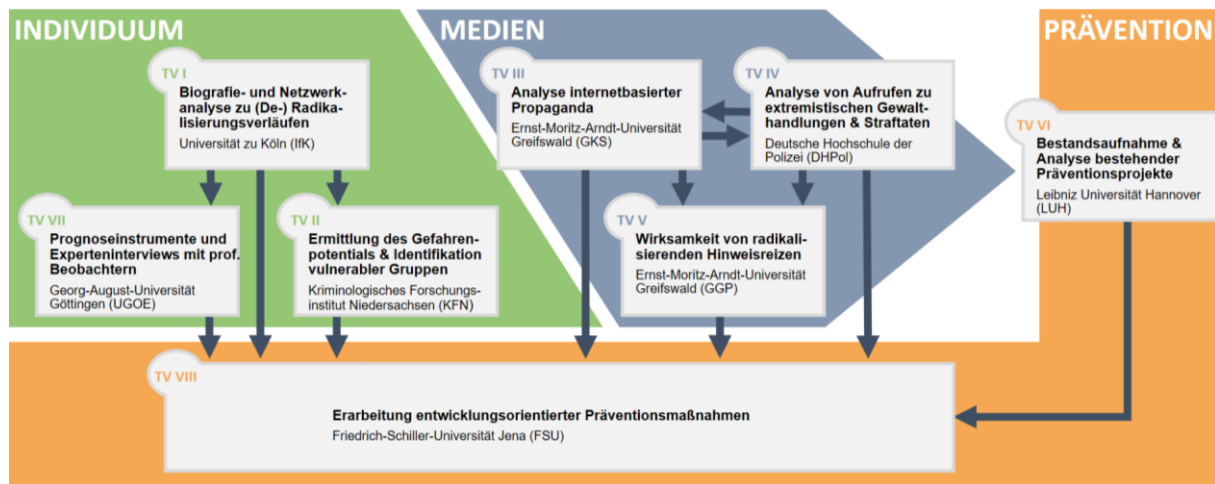 INDIVIDUUM
MEDIEN
PRÄVENTION
TV I
Biografie- und Netzwerk-
analyse zu (De-) Radika-
lisierungsverläufen
Universität zu Köln (IfK)
TV III
Analyse internetbasierter
Propaganda
Ernst-Moritz-Arndt-Universität
Greifswald (GKS)
TV IV
Analyse von Aufrufen zu
extremistischen Gewalt-
handlungen & Straftaten
Deutsche Hochschule der
Polizei (DHPol)
TV VI
Bestandsaufnahme &
Analyse bestehender
Präventionsprojekte
Leibniz Universität Hannover
(LUH)
TV VII
Prognoseinstrumente und
Experteninterviews mit prof.
Beobachtern
Georg-August-Universität
Göttingen (UGOE)
TV II
Ermittlung des Gefahren-
potentials & Identifikation
vulnerabler Gruppen
Kriminologisches Forschungs-
institut Niedersachsen (KFN)
TV V
Wirksamkeit von radikali-
sierenden Hinweisreizen
Ernst-Moritz-Arndt-Universität
Greifswald (GGP)
TV VIII
Erarbeitung entwicklungsorientierter Präventionsmaßnahmen
Friedrich-Schiller-Universität Jena (FSU)